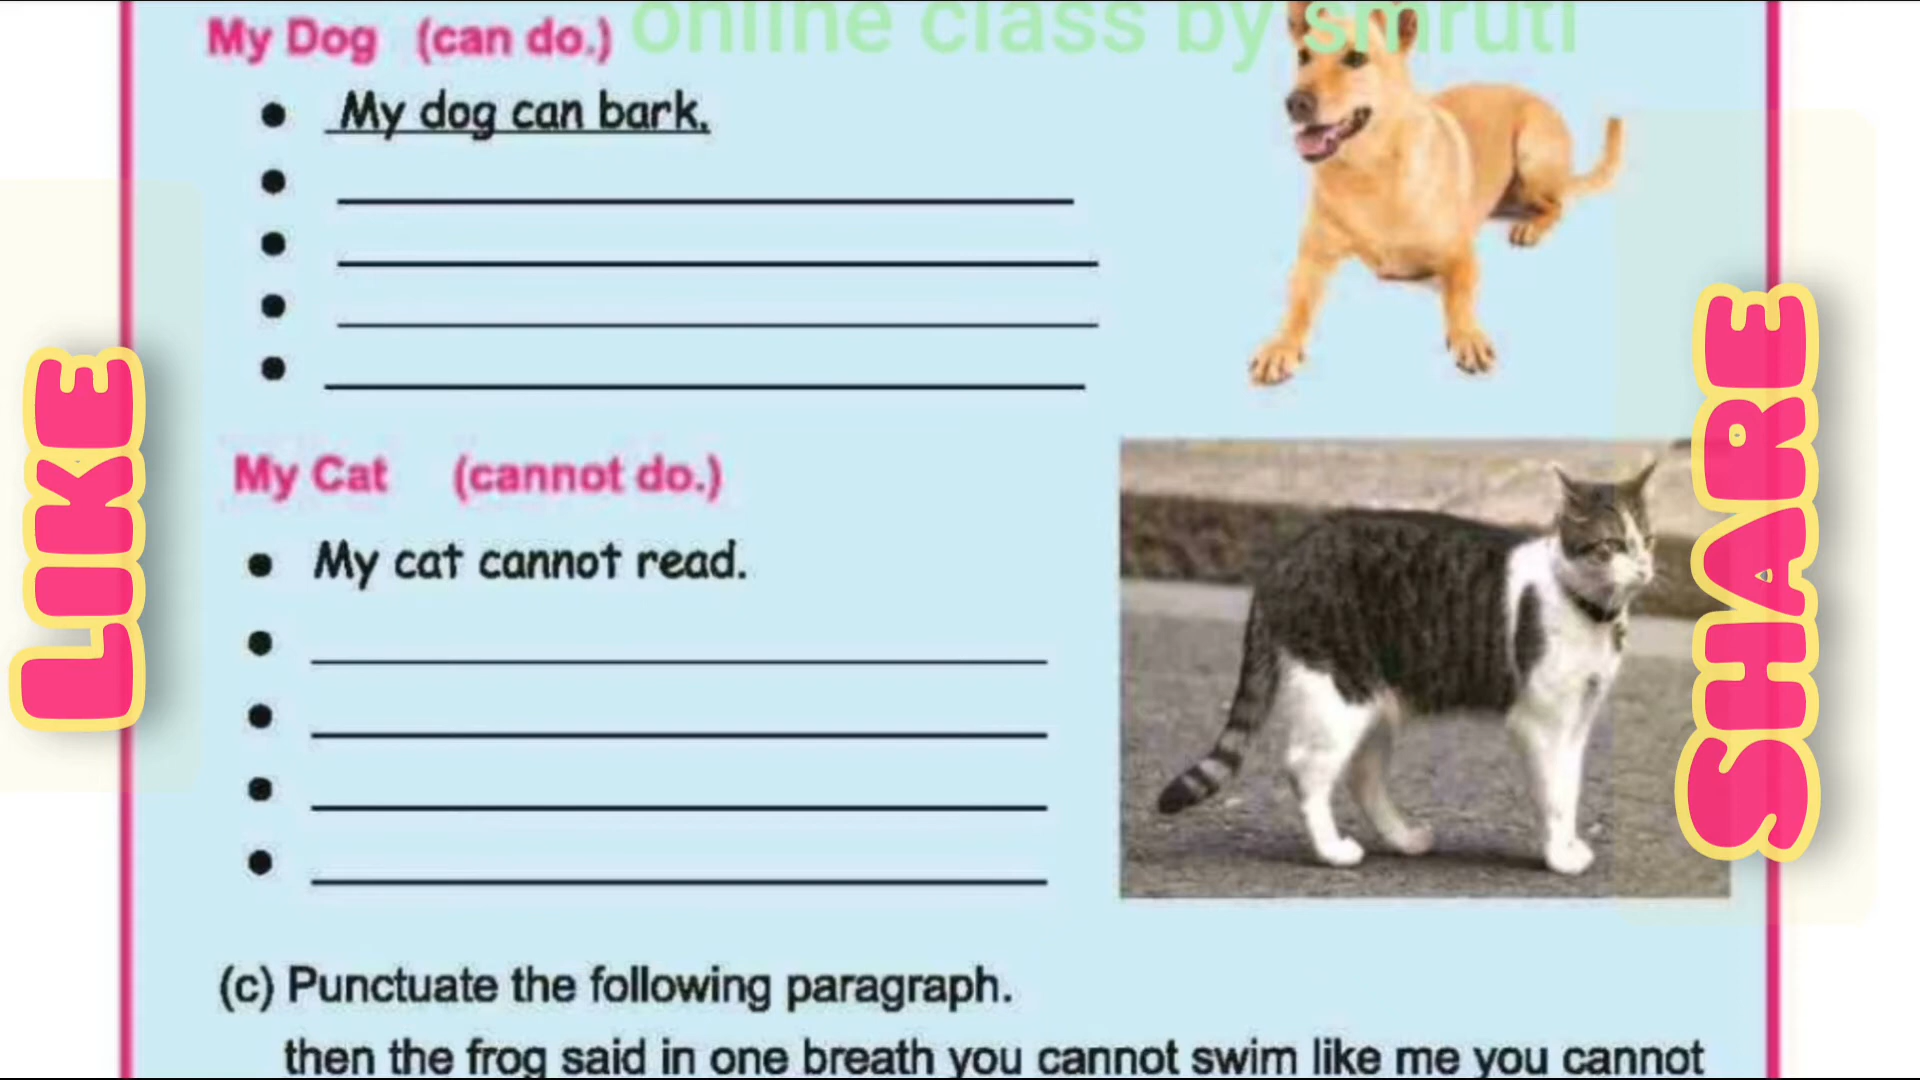 online class by smruti
My Dog (can do.)
My dog can bark.
My Cat (cannot do.)
My cat cannot read.
(c) Punctuate the following paragraph.
then the frog said in one breath you cannot swim like me you cannot
LIKE
SHARE